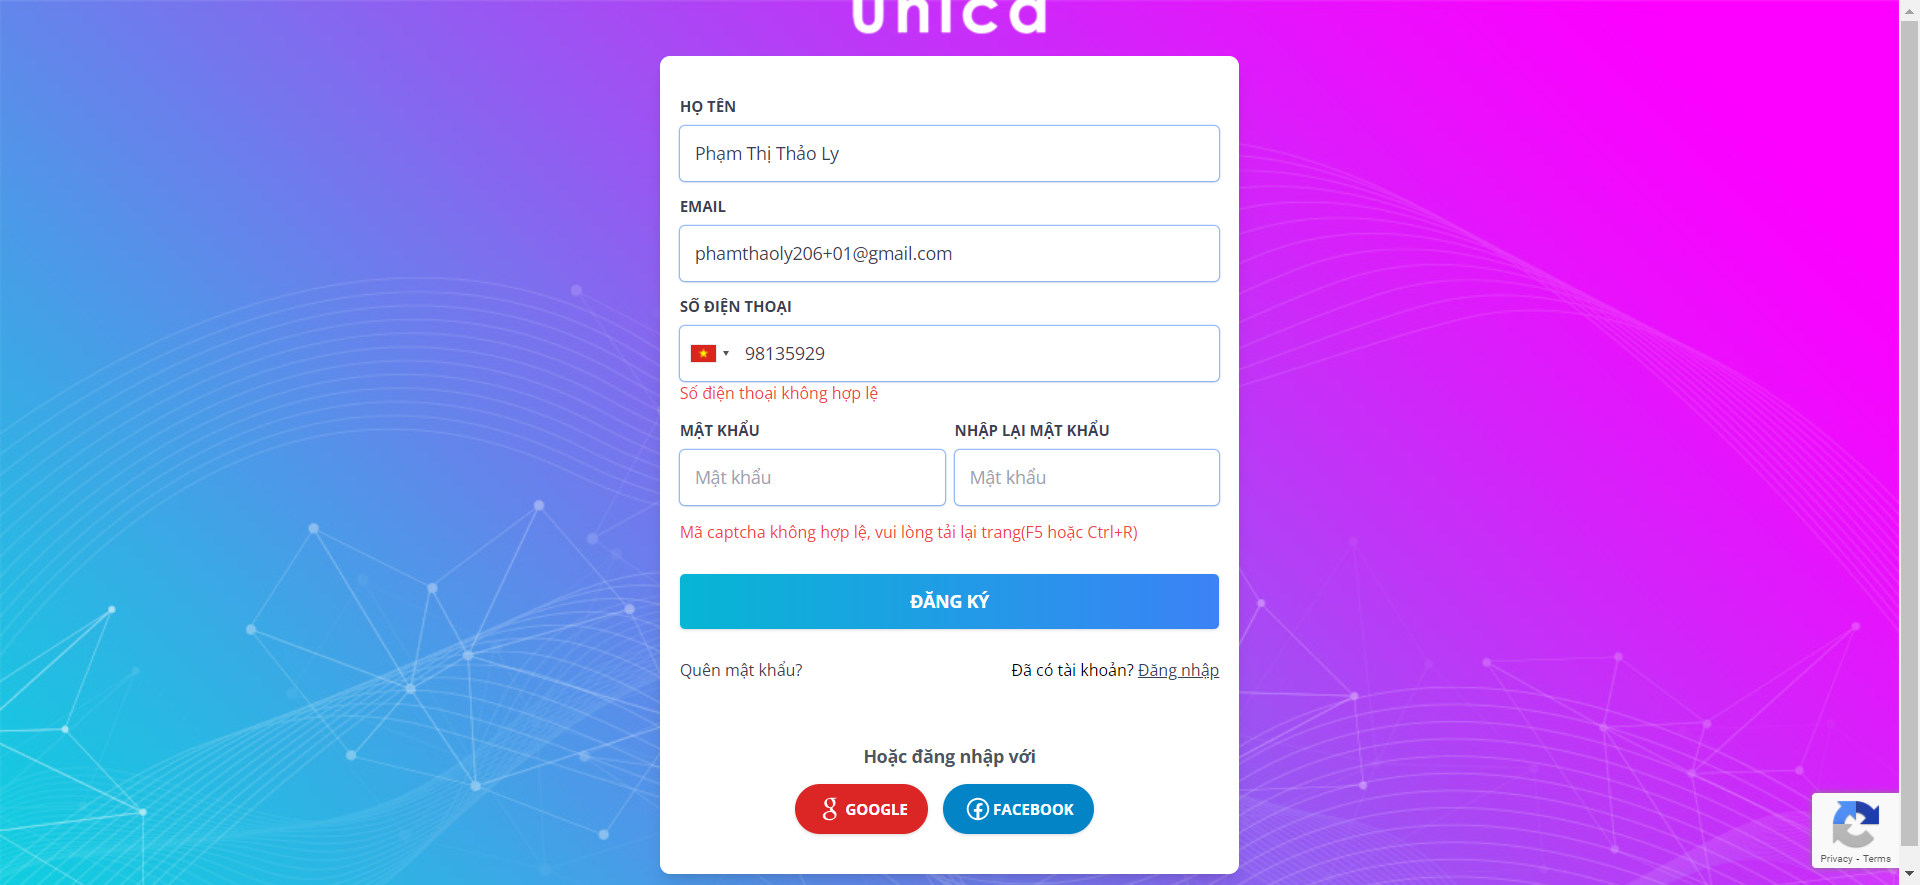 unica
HỌ TÊN
Phạm Thị Thảo Ly
EMAIL
phamthaoly206+01@gmail.com
SỐ ĐIỆN THOẠI
98135929
Số điện thoại không hợp lệ
MẬT KHẨU NHẬP LẠI MẬT KHẨU
Mật khẩu Mật khẩu
Mã captcha không hợp lệ, vui lòng tải lại trang(F5 hoặc Ctrl+R)
ĐĂNG KÝ
Quên mật khẩu? Đã có tài khoản? Đăng nhập
Hoặc đăng nhập với
GOOGLE FACEBOOK
Privacy - Terms